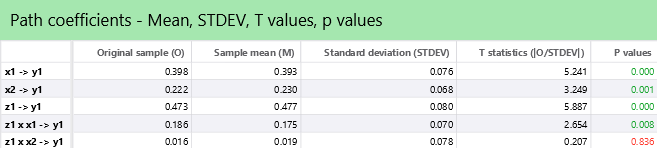 Path coefficients - Mean, STDEV, T values, p values
Original sample (O) Sample mean (M) Standard deviation (STDEV) T statistics (|O/STDEV|) P values
x1 -> y1 0.398 0.393 0.076 5.241 0.000
x2 -> y1 0.222 0.230 0.068 3.249 0.001
z1 -> y1 0.473 0.477 0.080 5.887 0.000
z1 x x1 -> y1 0.186 0.175 0.070 2.654 0.008
z1 x x2 -> y1 0.016 0.019 0.078 0.207 0.836